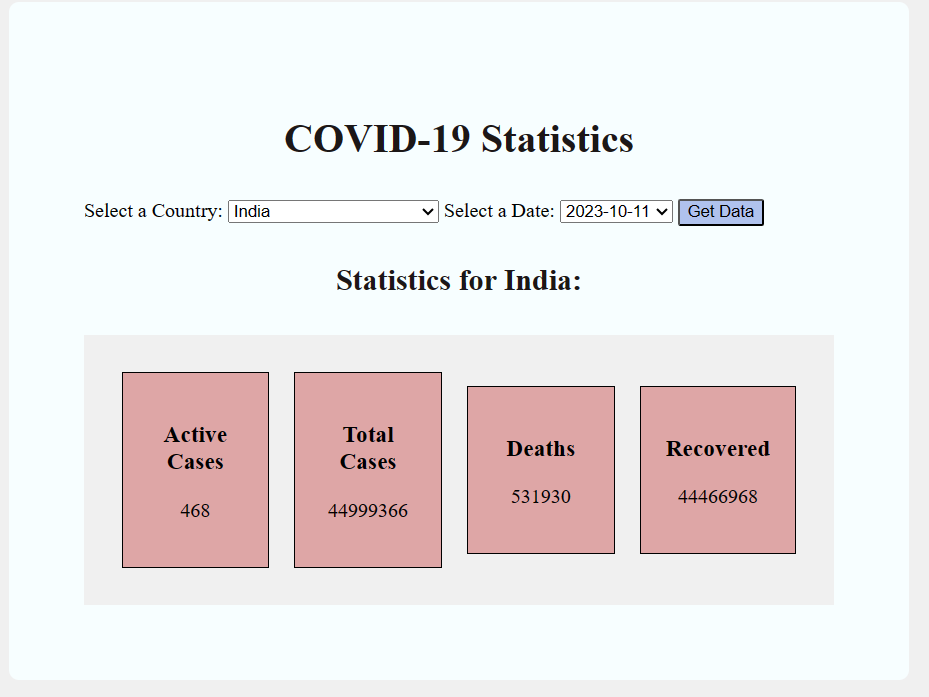 COVID-19 Statistics
Select a Country: India Select a Date: 2023-10-11 Get Data
Statistics for India:
Active
Cases
468
Total
Cases
44999366
Deaths
531930
Recovered
44466968